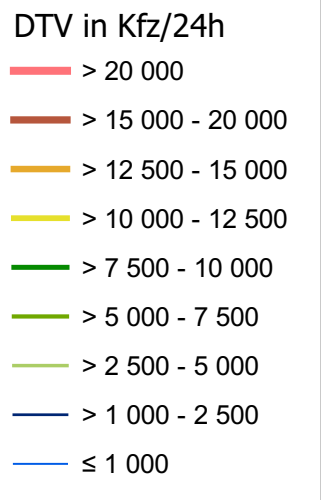 DTV in Kfz/24h
> 20 000
> 15 000 - 20 000
> 12 500 - 15 000
> 10 000 - 12 500
> 7 500 - 10 000
> 5 000 - 7 500
> 2 500 - 5 000
> 1 000 - 2 500
≤ 1 000